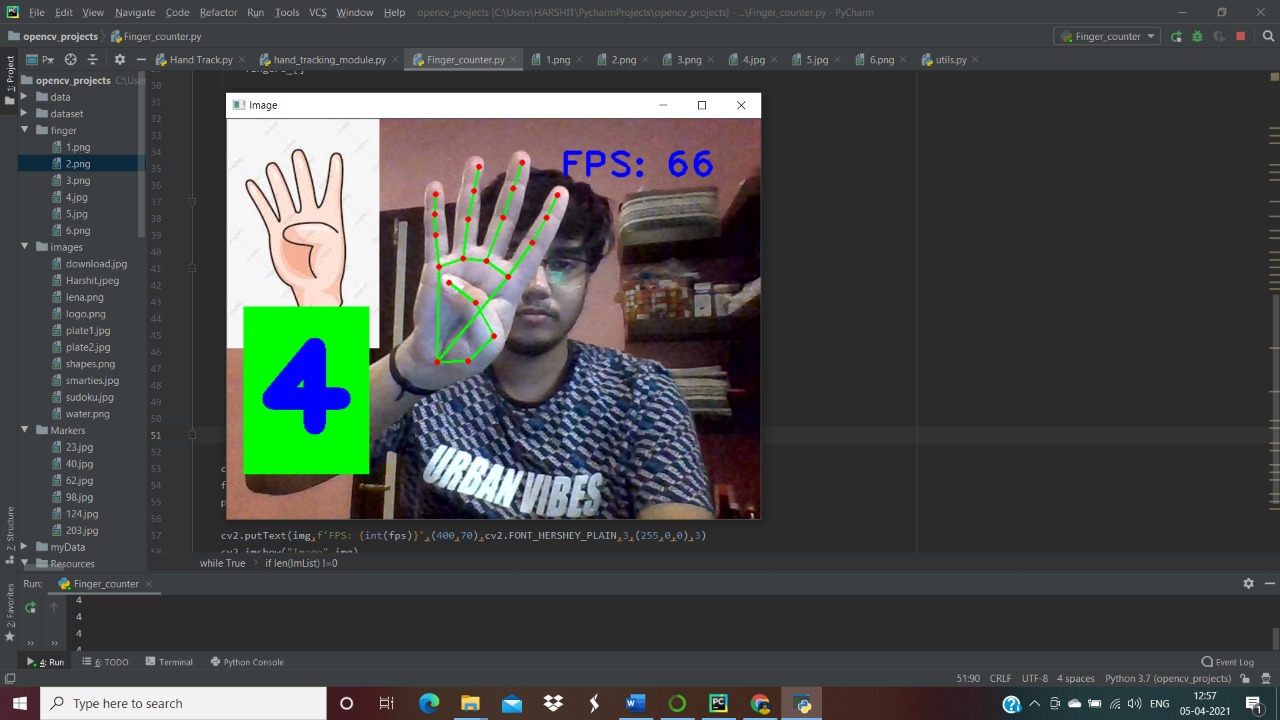 File Edit View Navigate Code Refactor Run Tools VCS Window Help opencv_projects [C:\Users\HARSHIT\PycharmProjects\opencv_projects] - ...\Finger_counter.py - PyCharm
opencv_projects Finger_counter.py Finger_counter
1: Project
Hand Track.py hand_tracking_module.py Finger_counter.py 1.png 2.png 3.png 4.jpg 5.jpg 6.png utils.py
opencv_projects
data
dataset
finger
1.png
2.png
3.png
4.jpg
5.jpg
6.png
images
download.jpg
Harshit.jpeg
lena.png
logo.png
plate1.jpg
plate2.jpg
shapes.png
smarties.jpg
sudoku.jpg
water.png
Markers
23.jpg
40.jpg
62.jpg
98.jpg
124.jpg
203.jpg
myData
Resources
30
31
32
33
34
35
36
37
38
39
40
41
42
43
44
45
46
47
48
49
50
51
52
53 c
54 f
55 p
56
57 cv2.putText(img,f'FPS: {int(fps)}',(400,70),cv2.FONT_HERSHEY_PLAIN,3,(255,0,0),3)
58 cv2.imshow("Image",img)
Image
FPS: 66
4
URBAN VIBES
while True if len(lmList) !=0
7: Structure
2: Favorites
Run: Finger_counter
4
4
4
4
4: Run 6: TODO Terminal Python Console Event Log
51:90 CRLF UTF-8 4 spaces Python 3.7 (opencv_projects)
Type here to search
ENG
12:57
05-04-2021